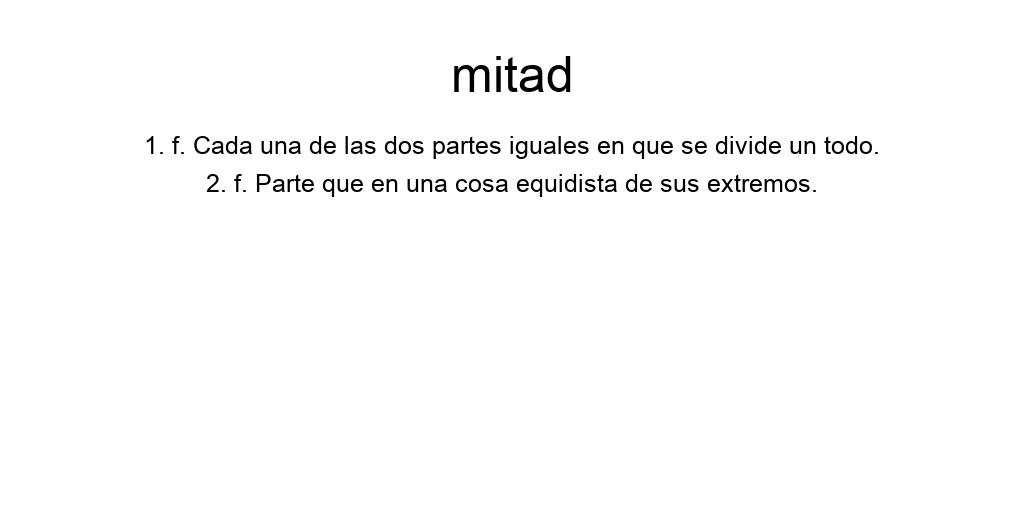 mitad
1. f. Cada una de las dos partes iguales en que se divide un todo.
2. f. Parte que en una cosa equidista de sus extremos.